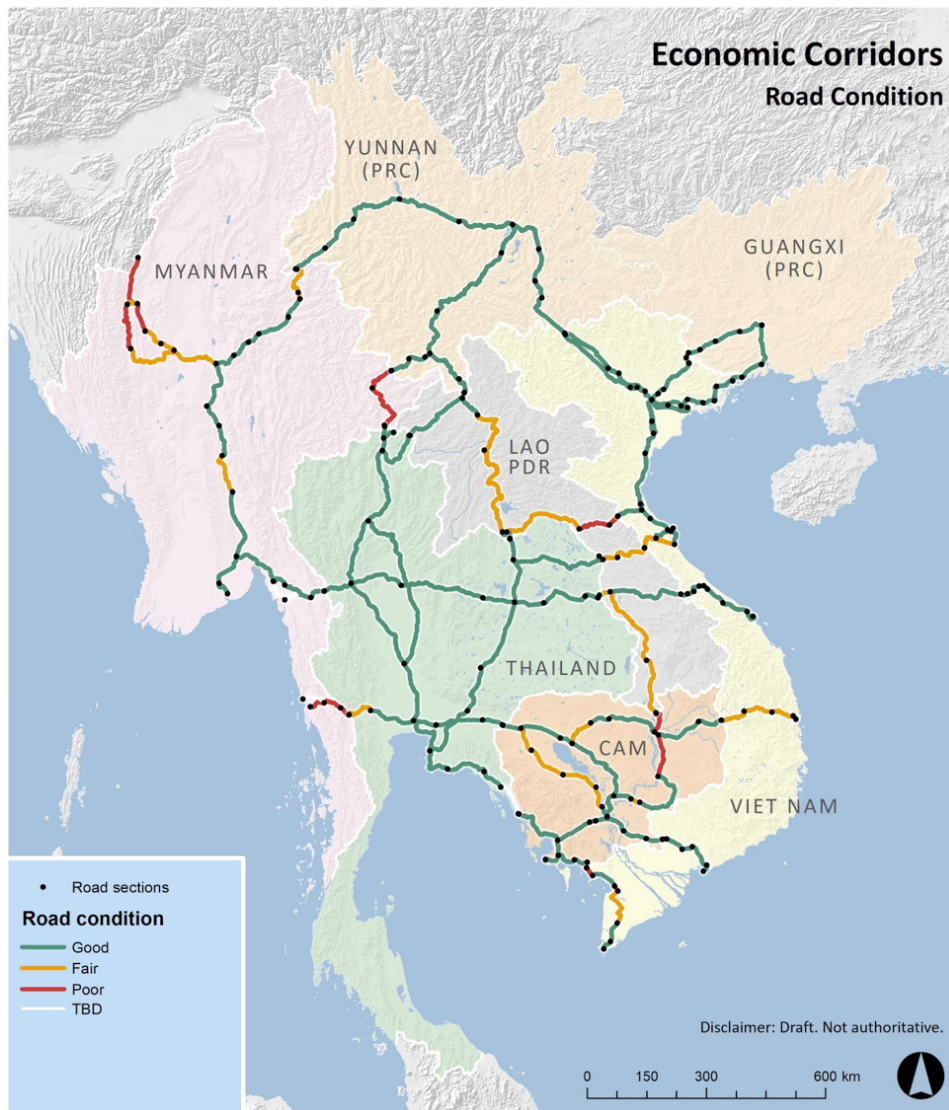 Economic Corridors
Road Condition
YUNNAN
(PRC)
GUANGXI
(PRC)
MYANMAR
LAO
PDR
THAILAND
CAM
VIET NAM
Road sections
Road condition
Good
Fair
Poor
TBD
Disclaimer: Draft. Not authoritative.
0 150 300 600 km